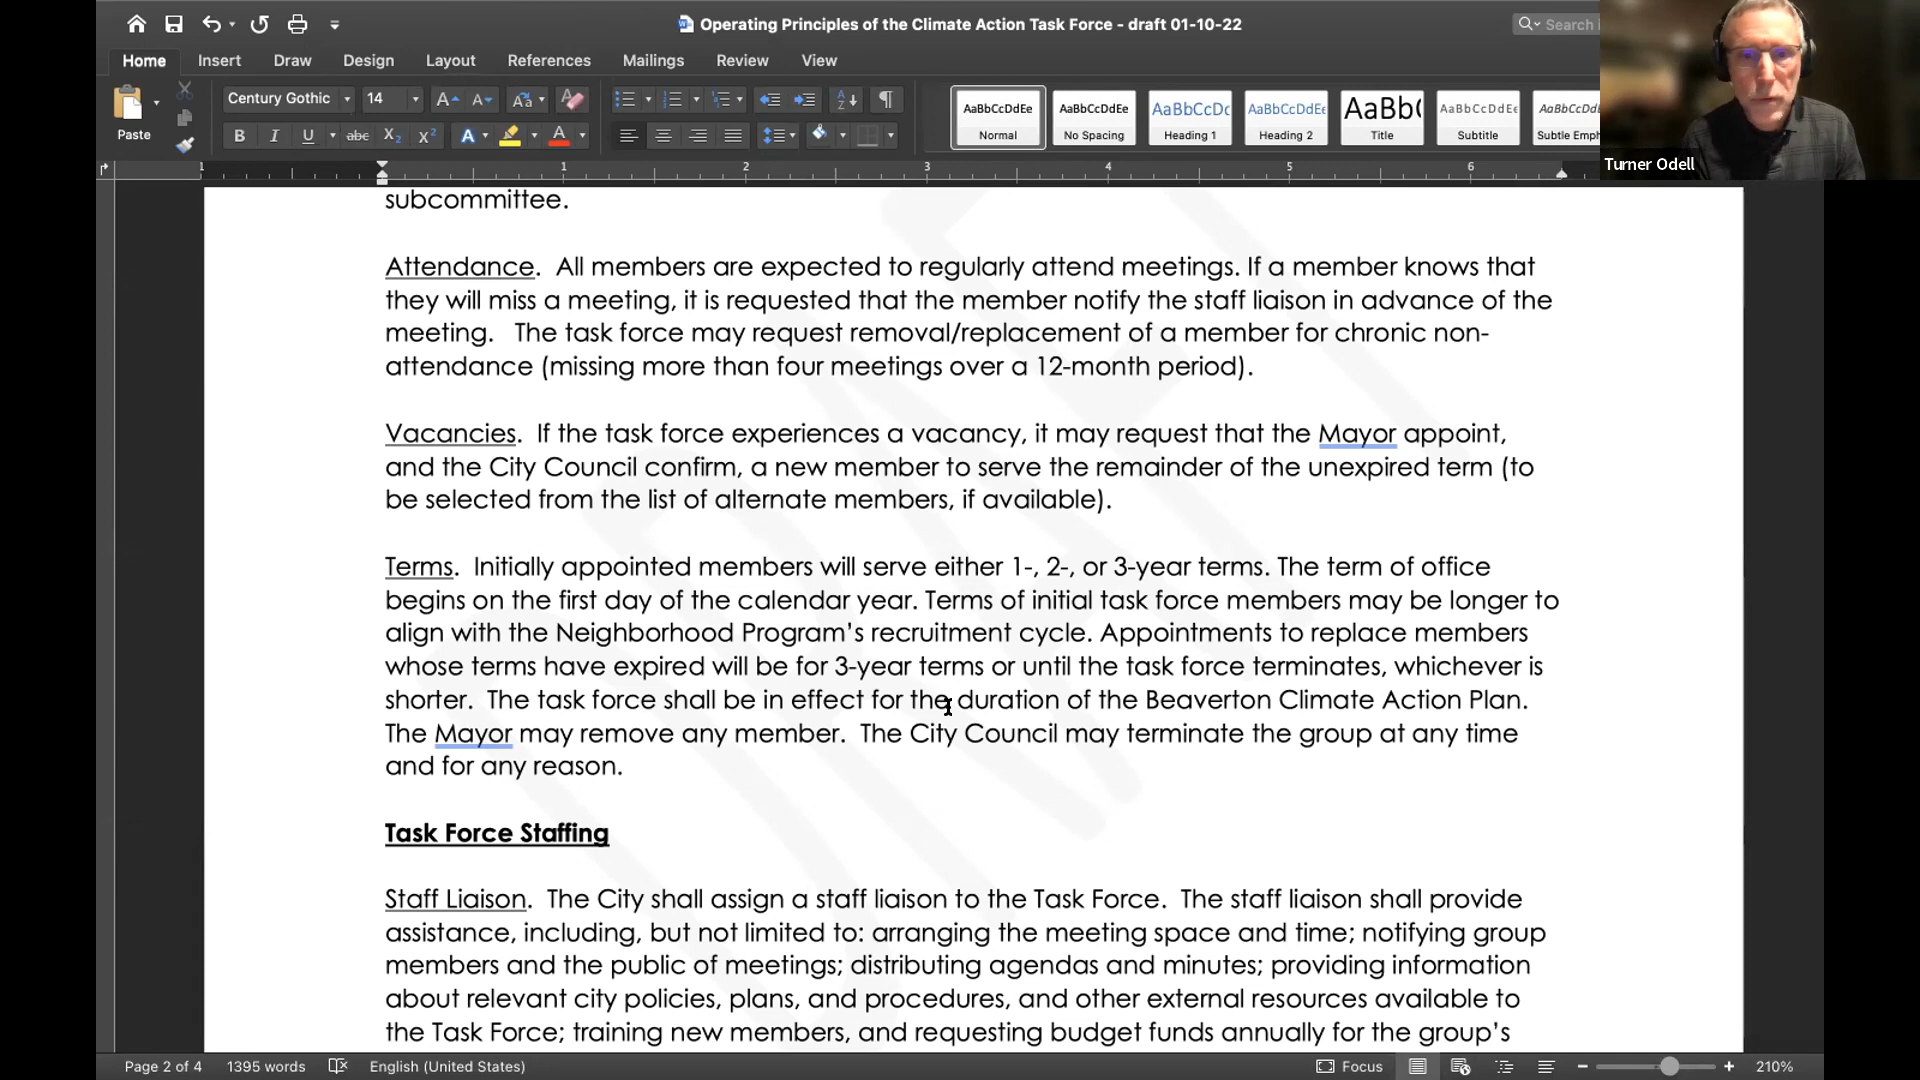 Operating Principles of the Climate Action Task Force - draft 01-10-22
Search i
Home Insert Draw Design Layout References Mailings Review View
Paste
Century Gothic 14
AaBbCcDdEe AaBbCcDdEe AaBbCcDc AaBbCcDdEe AaBb( AaBbCcDdEe AaBbCcDdEe
Normal No Spacing Heading 1 Heading 2 Title Subtitle Subtle Emph
Turner Odell
1 1 2 3 4 5 6
subcommittee.
Attendance. All members are expected to regularly attend meetings. If a member knows that
they will miss a meeting, it is requested that the member notify the staff liaison in advance of the
meeting. The task force may request removal/replacement of a member for chronic non-
attendance (missing more than four meetings over a 12-month period).
Vacancies. If the task force experiences a vacancy, it may request that the Mayor appoint,
and the City Council confirm, a new member to serve the remainder of the unexpired term (to
be selected from the list of alternate members, if available).
Terms. Initially appointed members will serve either 1-, 2-, or 3-year terms. The term of office
begins on the first day of the calendar year. Terms of initial task force members may be longer to
align with the Neighborhood Program’s recruitment cycle. Appointments to replace members
whose terms have expired will be for 3-year terms or until the task force terminates, whichever is
shorter. The task force shall be in effect for the duration of the Beaverton Climate Action Plan.
The Mayor may remove any member. The City Council may terminate the group at any time
and for any reason.
Task Force Staffing
Staff Liaison. The City shall assign a staff liaison to the Task Force. The staff liaison shall provide
assistance, including, but not limited to: arranging the meeting space and time; notifying group
members and the public of meetings; distributing agendas and minutes; providing information
about relevant city policies, plans, and procedures, and other external resources available to
the Task Force; training new members, and requesting budget funds annually for the group’s
Page 2 of 4 1395 words English (United States) Focus 210%